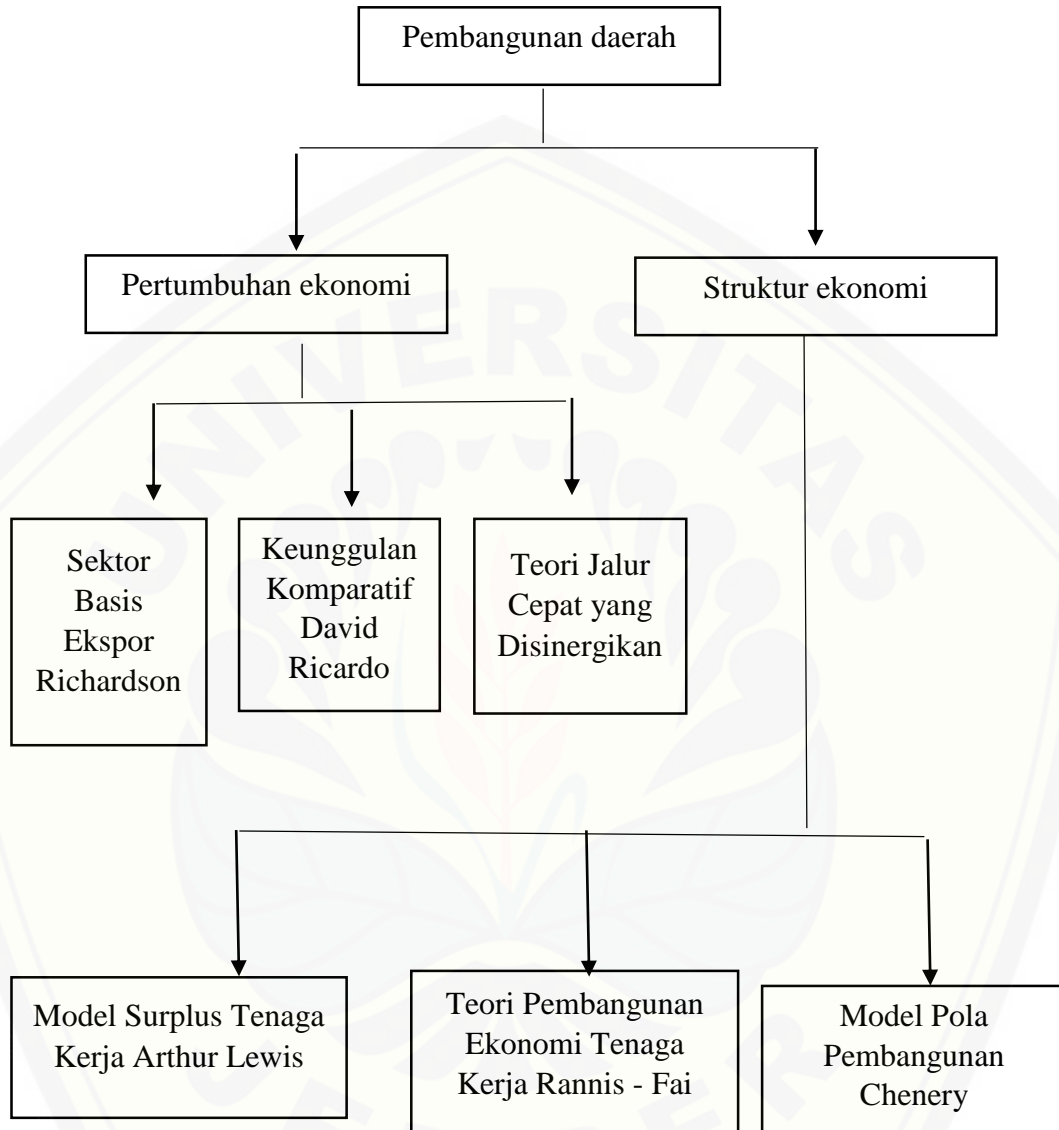 Pembangunan daerah
Pertumbuhan ekonomi
Struktur ekonomi
Sektor
Basis
Ekspor
Richardson
Keunggulan
Komparatif
David
Ricardo
Teori Jalur
Cepat yang
Disinergikan
Model Surplus Tenaga
Kerja Arthur Lewis
Teori Pembangunan
Ekonomi Tenaga
Kerja Rannis - Fai
Model Pola
Pembangunan
Chenery
UNIVERSITAS